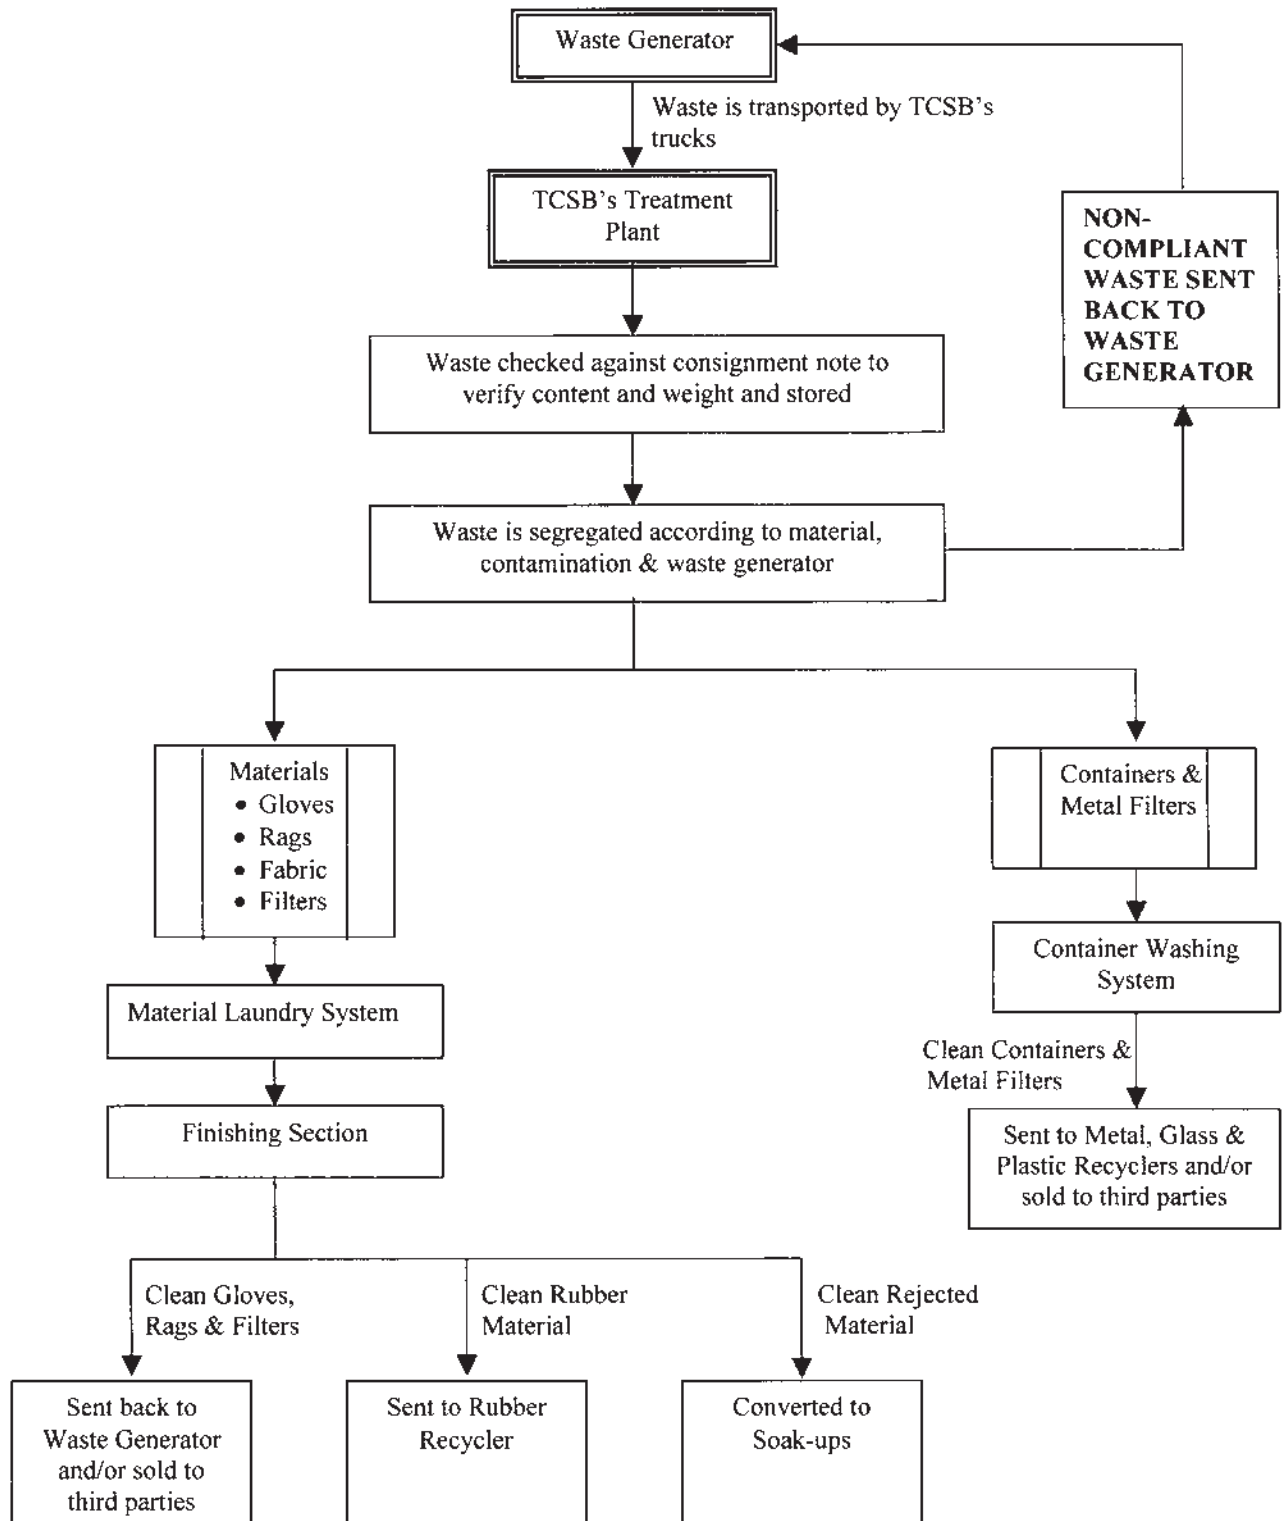 Waste Generator
Waste is transported by TCSB's
trucks
TCSB's Treatment
Plant
NON-
COMPLIANT
WASTE SENT
BACK TO
WASTE
GENERATOR
Waste checked against consignment note to
verify content and weight and stored
Waste is segregated according to material,
contamination & waste generator
Materials
• Gloves
• Rags
• Fabric
• Filters
Containers &
Metal Filters
Material Laundry System
Container Washing
System
Clean Containers &
Metal Filters
Finishing Section
Sent to Metal, Glass &
Plastic Recyclers and/or
sold to third parties
Clean Gloves,
Rags & Filters
Clean Rubber
Material
Clean Rejected
Material
Sent back to
Waste Generator
and/or sold to
third parties
Sent to Rubber
Recycler
Converted to
Soak-ups